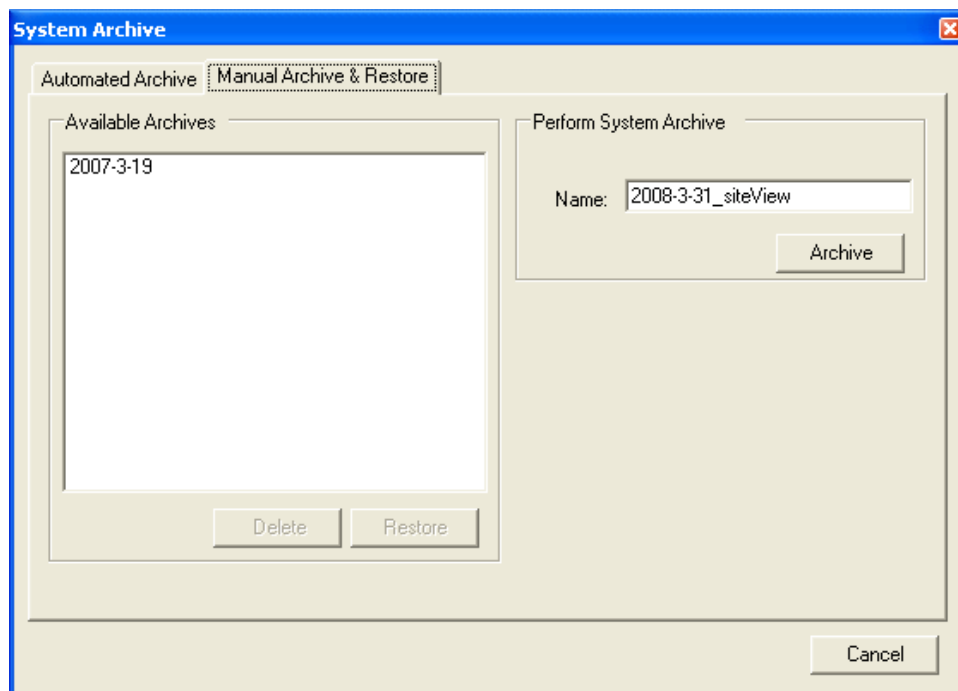 System Archive
Automated Archive
Manual Archive & Restore
Available Archives
2007-3-19
Delete
Restore
Perform System Archive
Name:
2008-3-31_siteView
Archive
Cancel